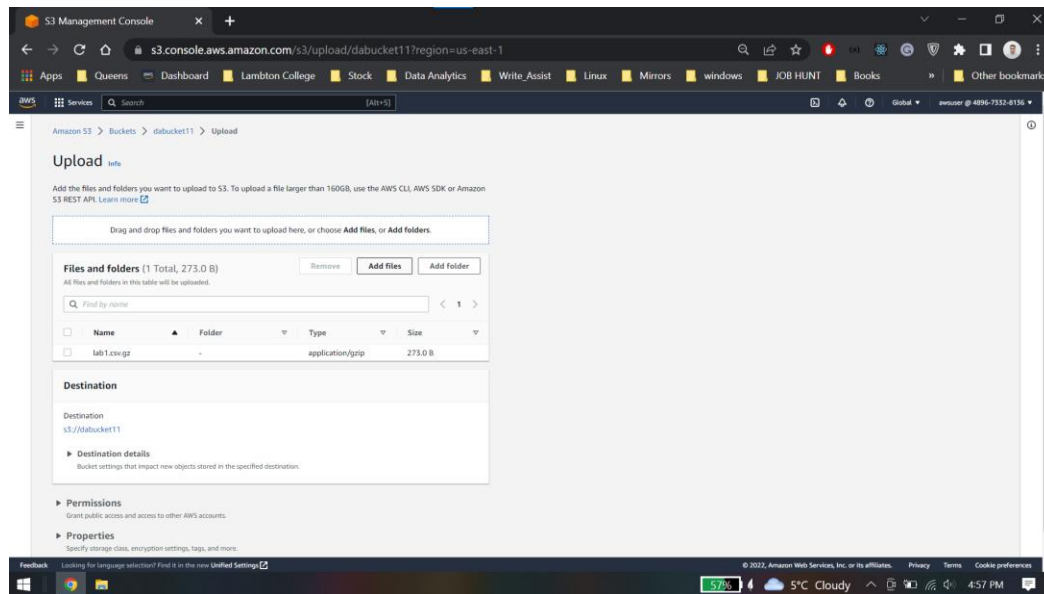 S3 Management Console
s3.console.aws.amazon.com/s3/upload/dabucket11?region=us-east-1
Apps Queens Dashboard Lambton College Stock Data Analytics Write_Assist Linux Mirrors windows JOB HUNT Books » Other bookmark
aws Services Search [Alt+S] Global awsuser @ 4896-7332-8136
Amazon S3 > Buckets > dabucket11 > Upload
Upload Info
Add the files and folders you want to upload to S3. To upload a file larger than 160GB, use the AWS CLI, AWS SDK or Amazon
S3 REST API. Learn more
Drag and drop files and folders you want to upload here, or choose Add files, or Add folders.
Files and folders (1 Total, 273.0 B) Remove Add files Add folder
All files and folders in this table will be uploaded.
Find by name < 1 >
Name Folder Type Size
lab1.csv.gz - application/gzip 273.0 B
Destination
Destination
s3://dabucket11
Destination details
Bucket settings that impact new objects stored in the specified destination.
Permissions
Grant public access and access to other AWS accounts.
Properties
Specify storage class, encryption settings, tags, and more.
Feedback Looking for language selection? Find it in the new Unified Settings © 2022, Amazon Web Services, Inc. or its affiliates. Privacy Terms Cookie preferences
57% 5°C Cloudy 4:57 PM